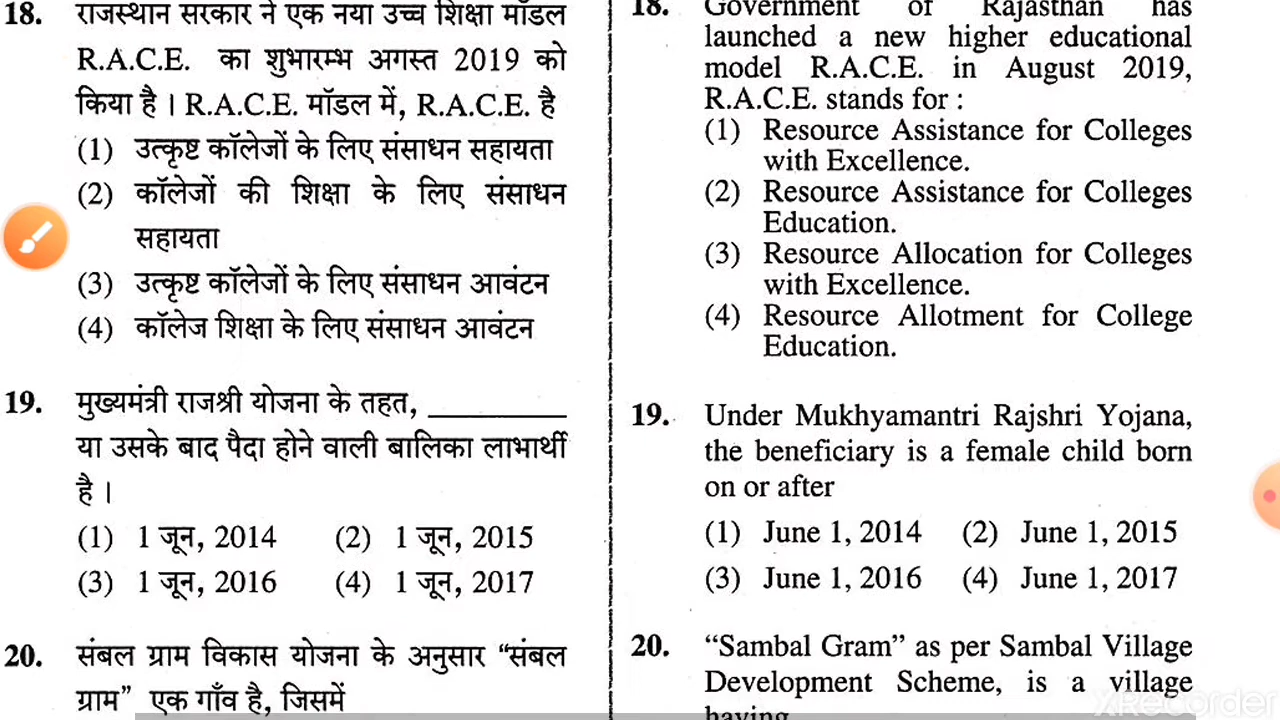 18. राजस्थान सरकार ने एक नया उच्च शिक्षा मॉडल
R.A.C.E. का शुभारम्भ अगस्त 2019 को
किया है । R.A.C.E. मॉडल में, R.A.C.E. है
(1) उत्कृष्ट कॉलेजों के लिए संसाधन सहायता
(2) कॉलेजों की शिक्षा के लिए संसाधन
सहायता
(3) उत्कृष्ट कॉलेजों के लिए संसाधन आवंटन
(4) कॉलेज शिक्षा के लिए संसाधन आवंटन
19. मुख्यमंत्री राजश्री योजना के तहत, __________
या उसके बाद पैदा होने वाली बालिका लाभार्थी
है ।
(1) 1 जून, 2014 (2) 1 जून, 2015
(3) 1 जून, 2016 (4) 1 जून, 2017
20. संबल ग्राम विकास योजना के अनुसार “संबल
ग्राम” एक गाँव है, जिसमें
18. Government of Rajasthan has
launched a new higher educational
model R.A.C.E. in August 2019,
R.A.C.E. stands for :
(1) Resource Assistance for Colleges
with Excellence.
(2) Resource Assistance for Colleges
Education.
(3) Resource Allocation for Colleges
with Excellence.
(4) Resource Allotment for College
Education.
19. Under Mukhyamantri Rajshri Yojana,
the beneficiary is a female child born
on or after
(1) June 1, 2014 (2) June 1, 2015
(3) June 1, 2016 (4) June 1, 2017
20. “Sambal Gram” as per Sambal Village
Development Scheme, is a village
having
XRecorder